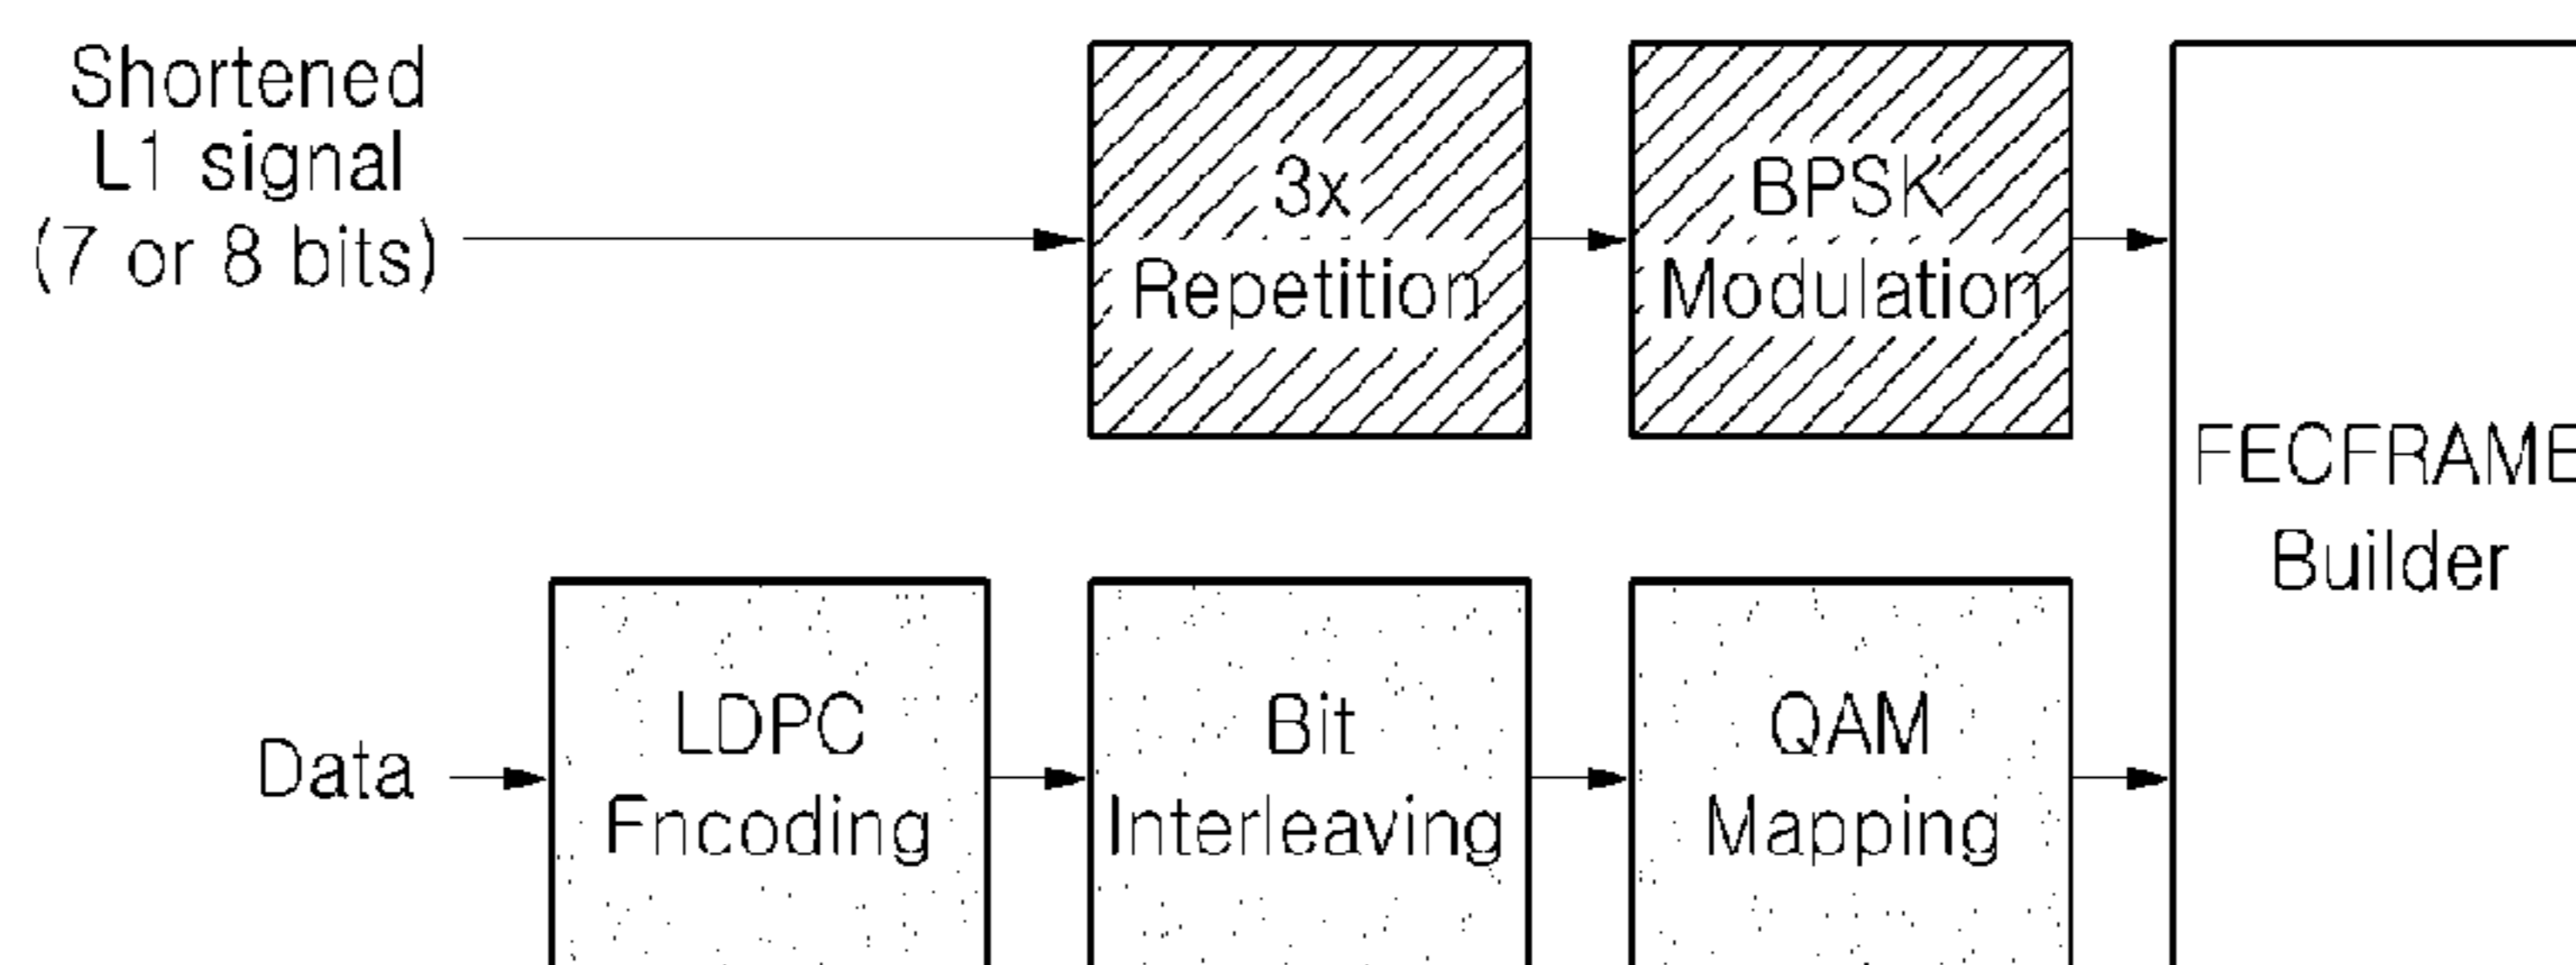 Shortened
L1 signal
(7 or 8 bits)
3x
Repetition
BPSK
Modulation
FECFRAME
Builder
Data
LDPC
Encoding
Bit
Interleaving
QAM
Mapping